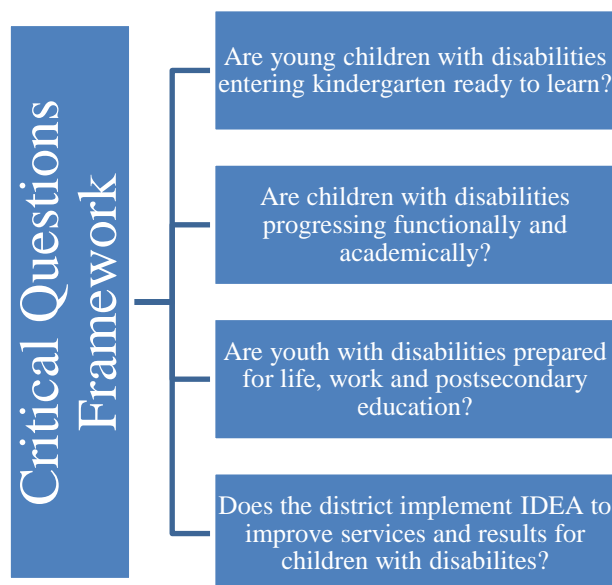 Critical Questions
Framework
Are young children with disabilities
entering kindergarten ready to learn?
Are children with disabilities
progressing functionally and
academically?
Are youth with disabilities prepared
for life, work and postsecondary
education?
Does the district implement IDEA to
improve services and results for
children with disabilites?